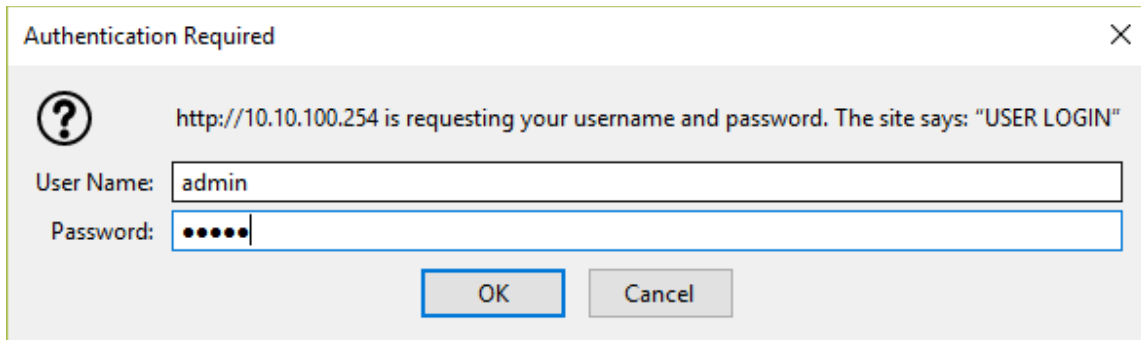 Authentication Required
http://10.10.100.254 is requesting your username and password. The site says: “USER LOGIN“
User Name: admin
Password: •••••
OK Cancel